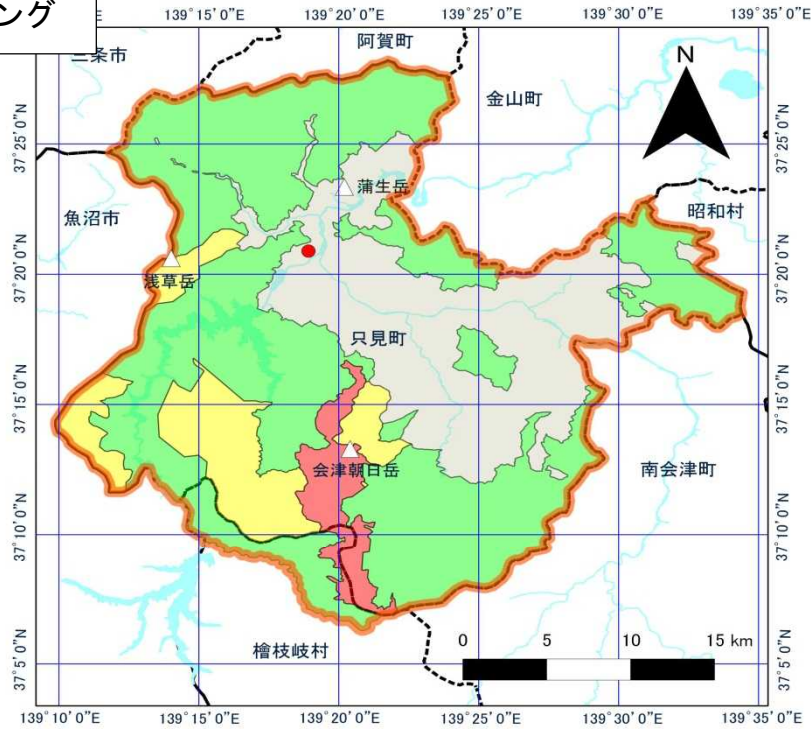 ング
139°15'0"E 139°20'0"E 139°25'0"E 139°30'0"E 139°35'0"E
三条市
阿賀町
N
金山町
37°25'0"N
37°25'0"N
蒲生岳
昭和村
魚沼市
37°20'0"N
37°20'0"N
浅草岳
只見町
37°15'0"N
37°15'0"N
会津朝日岳
南会津町
37°10'0"N
37°10'0"N
0 5 10 15 km
檜枝岐村
37°5'0"N
37°5'0"N
139°10'0"E 139°15'0"E 139°20'0"E 139°25'0"E 139°30'0"E 139°35'0"E